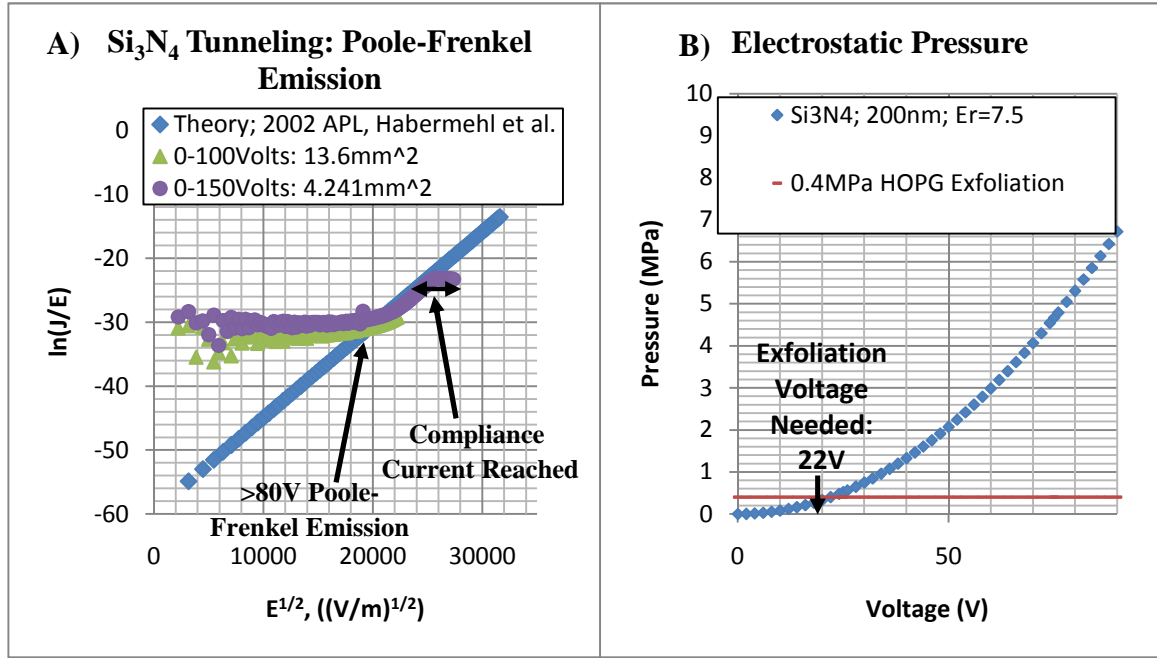 A) Si₃N₄ Tunneling: Poole-Frenkel
Emission
Theory; 2002 APL, Habermehl et al.
0-100Volts: 13.6mm^2
0-150Volts: 4.241mm^2
0
-10
-20
-30
-40
-50
-60
ln(J/E)
Compliance
Current Reached
>80V Poole-
Frenkel Emission
0 10000 20000 30000
E^1/2, ((V/m)^1/2)
B) Electrostatic Pressure
Si3N4; 200nm; Er=7.5
0.4MPa HOPG Exfoliation
10
9
8
7
6
5
4
3
2
1
0
Pressure (MPa)
Exfoliation
Voltage
Needed:
22V
0 50
Voltage (V)